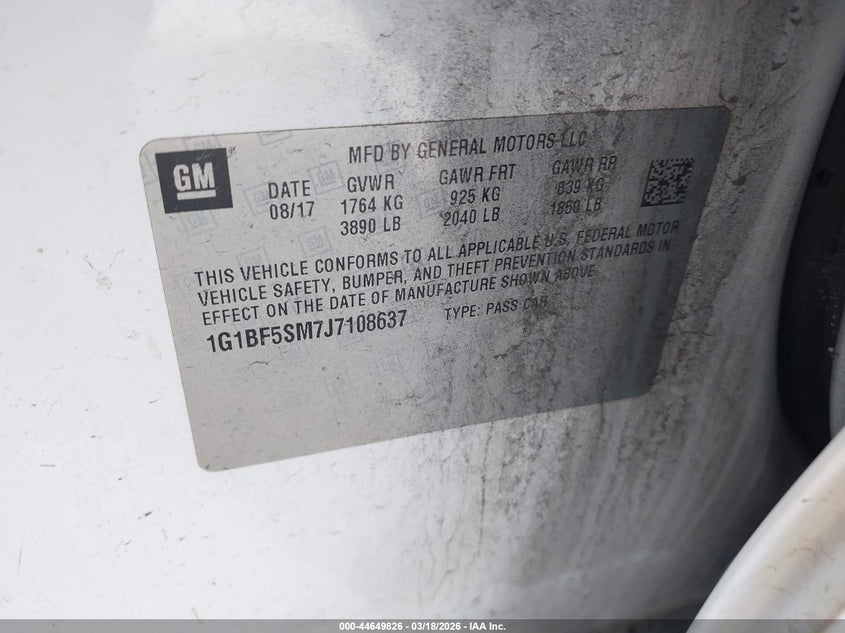 GM
MFD BY GENERAL MOTORS LLC
DATE GVWR GAWR FRT GAWR RR
08/17 1764 KG 925 KG 839 KG
3890 LB 2040 LB 1850 LB
THIS VEHICLE CONFORMS TO ALL APPLICABLE U.S. FEDERAL MOTOR
VEHICLE SAFETY, BUMPER, AND THEFT PREVENTION STANDARDS IN
EFFECT ON THE DATE OF MANUFACTURE SHOWN ABOVE.
1G1BF5SM7J7108637 TYPE: PASS CAR
000-44649826 - 03/18/2026 - IAA Inc.